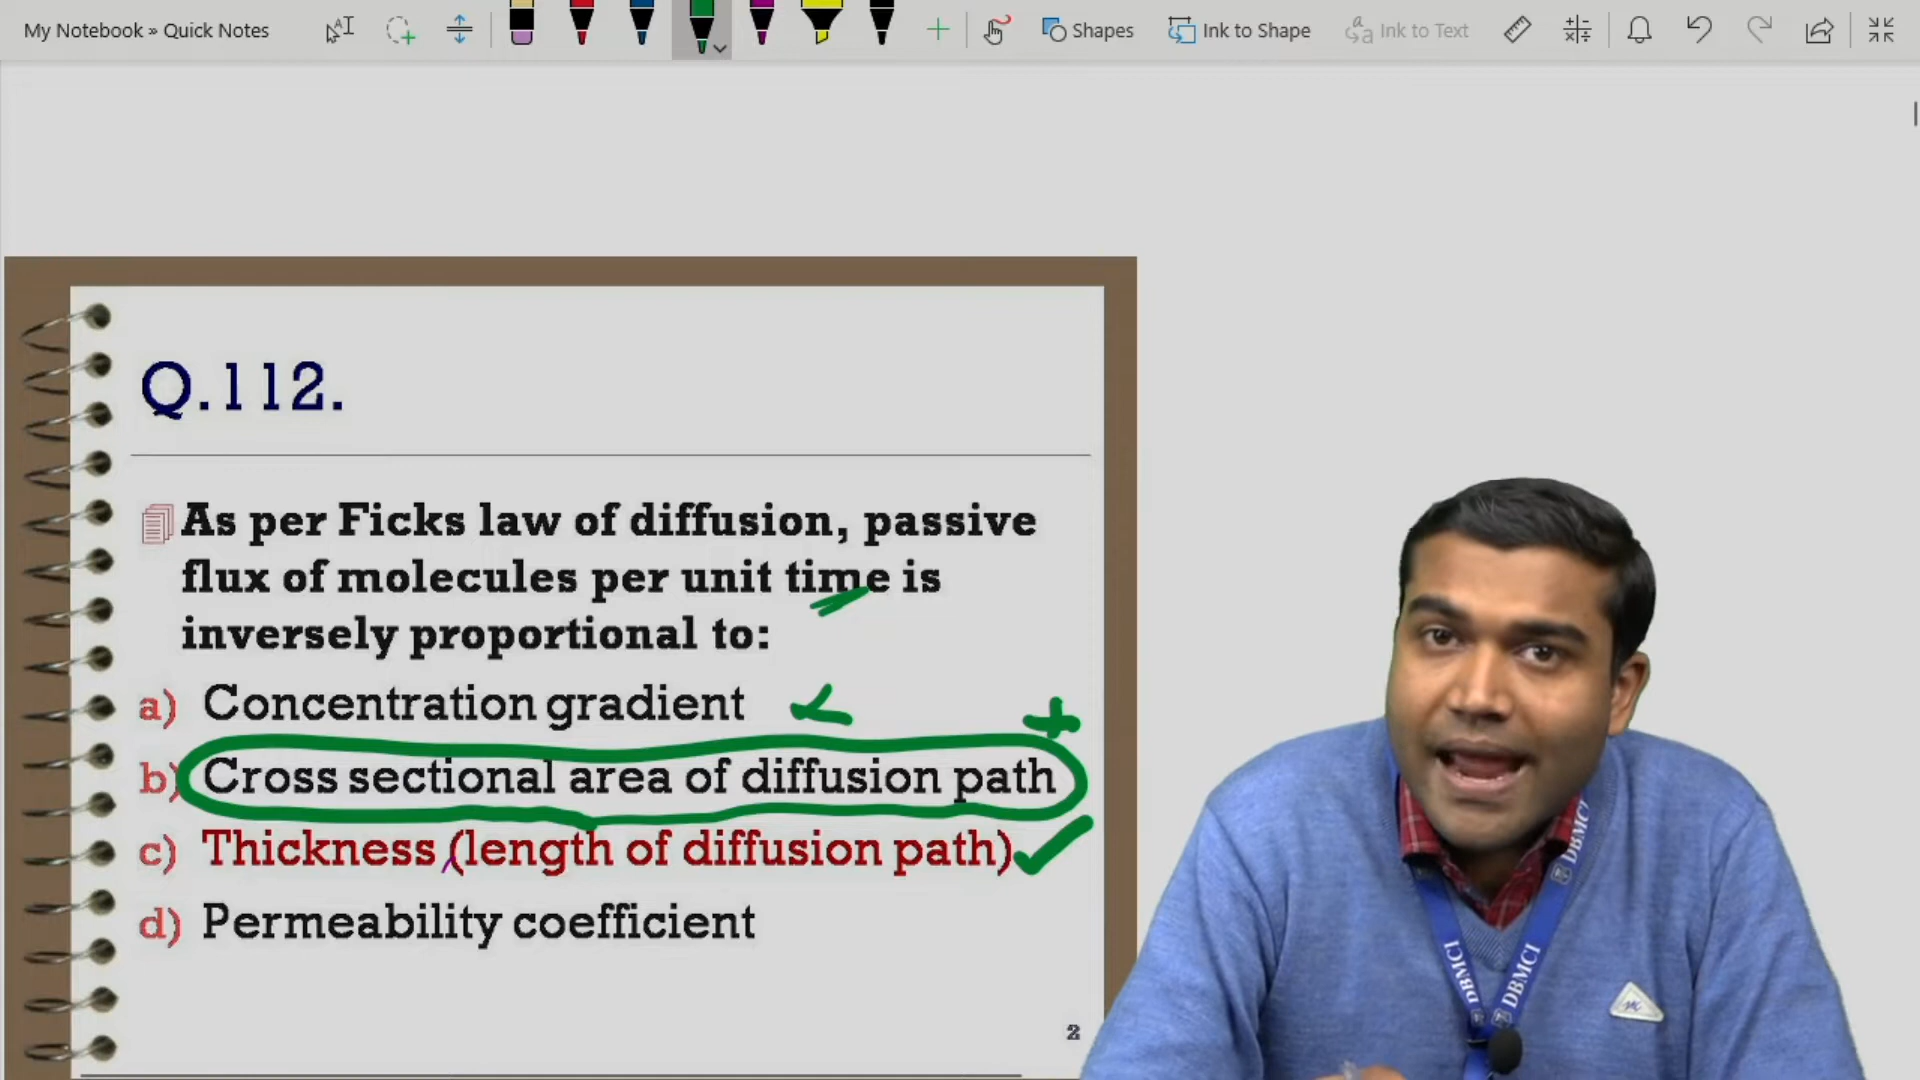 My Notebook » Quick Notes
Shapes
Ink to Shape
Ink to Text
Q.112.
As per Ficks law of diffusion, passive
flux of molecules per unit time is
inversely proportional to:
a) Concentration gradient
b) Cross sectional area of diffusion path
c) Thickness (length of diffusion path)
d) Permeability coefficient
2
DBMCI
DBMCI
DBMCI